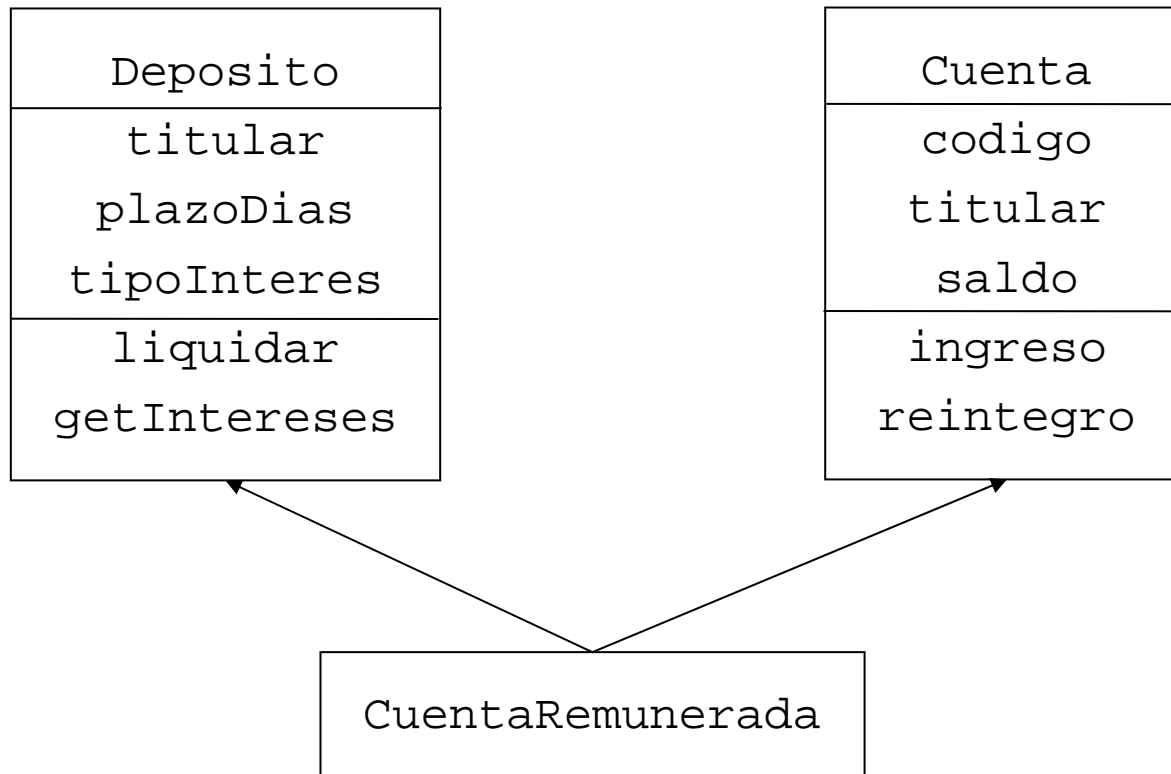 Deposito
titular
plazoDias
tipoInteres
liquidar
getIntereses
Cuenta
codigo
titular
saldo
ingreso
reintegro
CuentaRemunerada